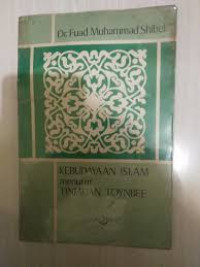 Dr. Fuad Muhammad Shibel
KEBUDAYAAN ISLAM
menurut
TINJAUAN TOYNBEE